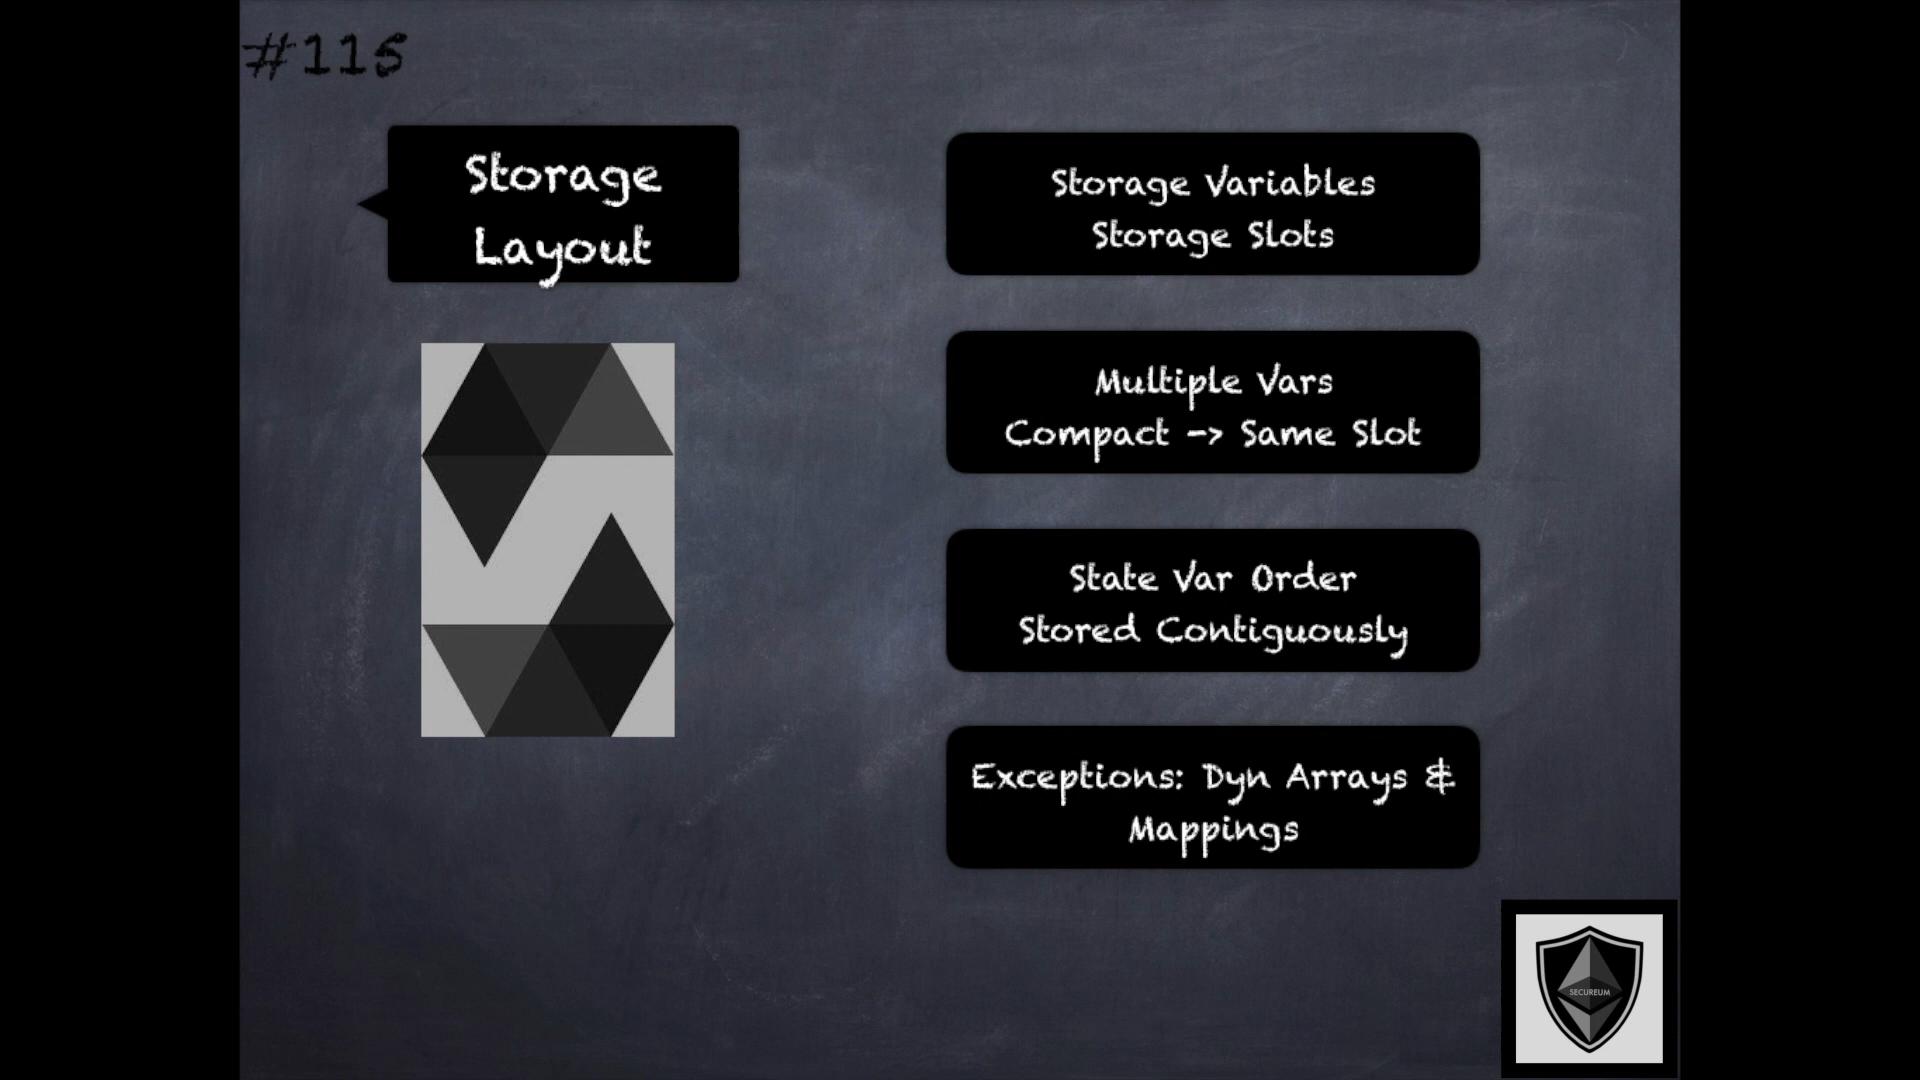 #115
Storage
Layout
Storage Variables
Storage Slots
Multiple Vars
Compact -> Same Slot
State Var Order
Stored Contiguously
Exceptions: Dyn Arrays &
Mappings
SECUREUM